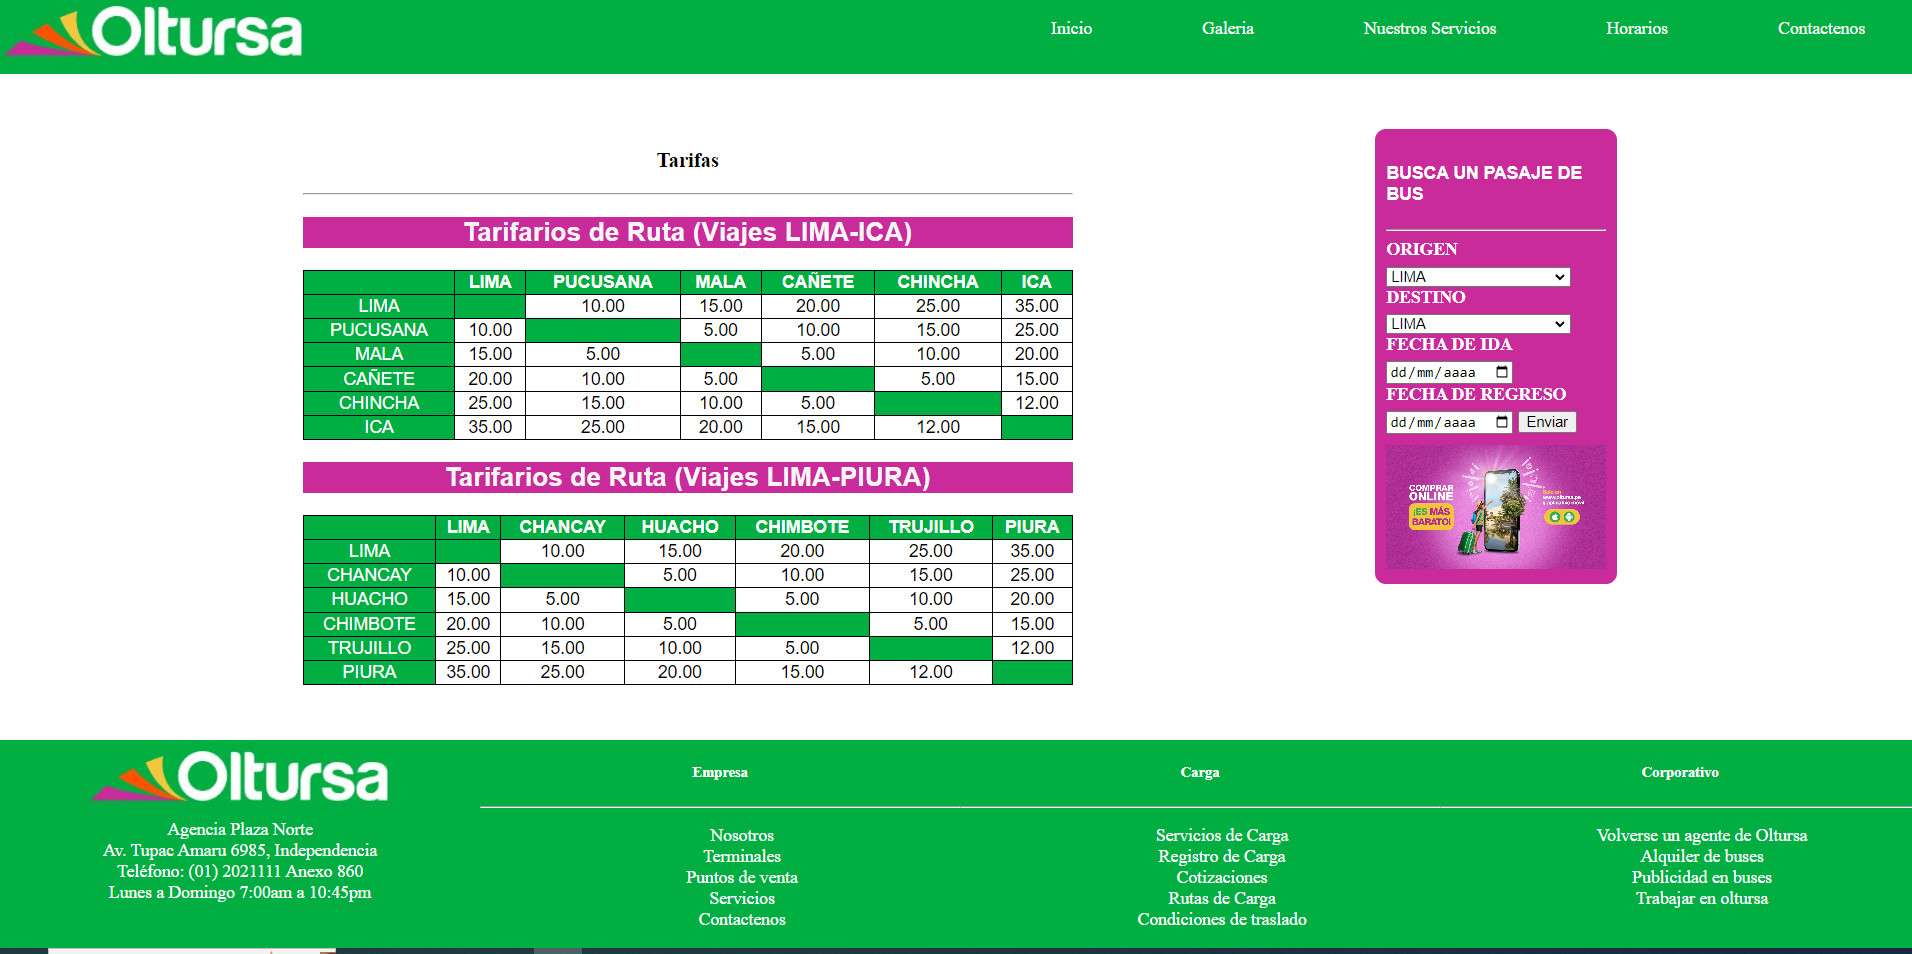 Oltursa
Inicio Galeria Nuestros Servicios Horarios Contactenos
Tarifas
Tarifarios de Ruta (Viajes LIMA-ICA)
LIMA PUCUSANA MALA CAÑETE CHINCHA ICA
LIMA 10.00 15.00 20.00 25.00 35.00
PUCUSANA 10.00 5.00 10.00 15.00 25.00
MALA 15.00 5.00 5.00 10.00 20.00
CAÑETE 20.00 10.00 5.00 5.00 15.00
CHINCHA 25.00 15.00 10.00 5.00 12.00
ICA 35.00 25.00 20.00 15.00 12.00
Tarifarios de Ruta (Viajes LIMA-PIURA)
LIMA CHANCAY HUACHO CHIMBOTE TRUJILLO PIURA
LIMA 10.00 15.00 20.00 25.00 35.00
CHANCAY 10.00 5.00 10.00 15.00 25.00
HUACHO 15.00 5.00 5.00 10.00 20.00
CHIMBOTE 20.00 10.00 5.00 5.00 15.00
TRUJILLO 25.00 15.00 10.00 5.00 12.00
PIURA 35.00 25.00 20.00 15.00 12.00
BUSCA UN PASAJE DE
BUS
ORIGEN
LIMA
DESTINO
LIMA
FECHA DE IDA
dd/mm/aaaa
FECHA DE REGRESO
dd/mm/aaaa Enviar
COMPRAR
ONLINE
¡ES MÁS
BARATO!
Solo en
www.oltursa.pe
y aplicativo móvil
Oltursa
Agencia Plaza Norte
Av. Tupac Amaru 6985, Independencia
Teléfono: (01) 2021111 Anexo 860
Lunes a Domingo 7:00am a 10:45pm
Empresa
Nosotros
Terminales
Puntos de venta
Servicios
Contactenos
Carga
Servicios de Carga
Registro de Carga
Cotizaciones
Rutas de Carga
Condiciones de traslado
Corporativo
Volverse un agente de Oltursa
Alquiler de buses
Publicidad en buses
Trabajar en oltursa